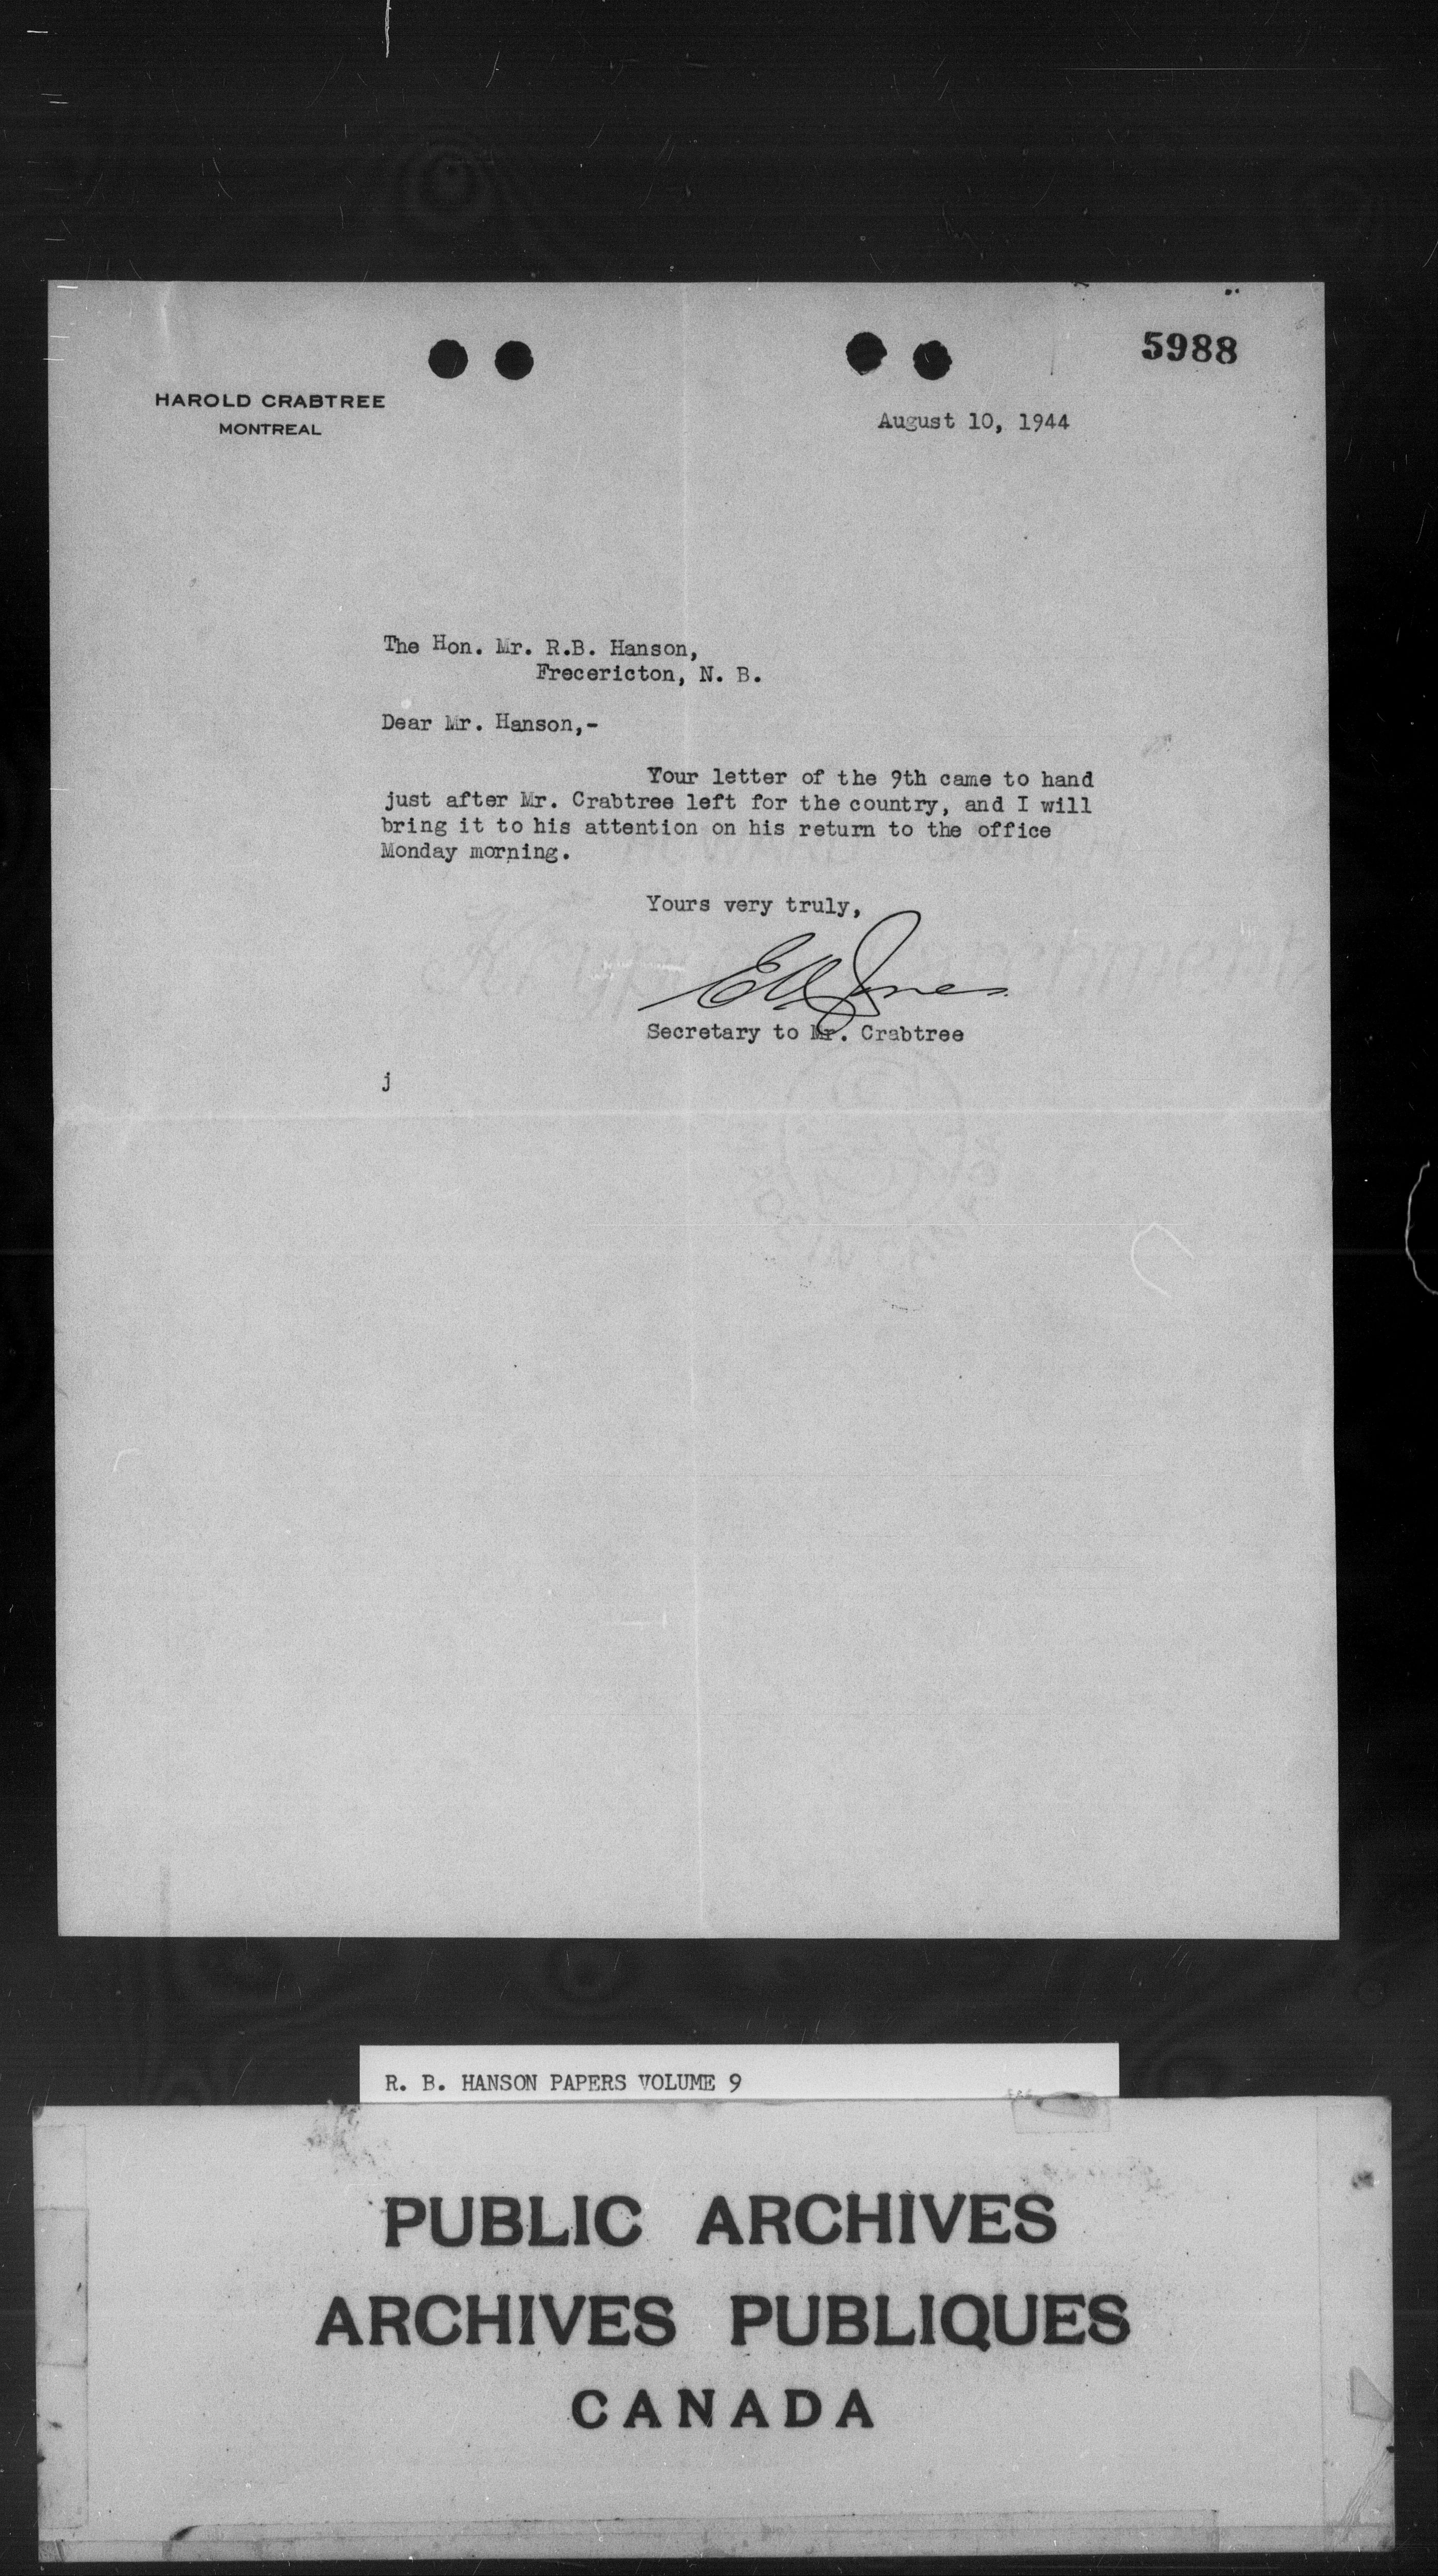 5988
HAROLD CRABTREE
MONTREAL
August 10, 1944
The Hon. Mr. R.B. Hanson,
Frecericton, N. B.
Dear Mr. Hanson,-
Your letter of the 9th came to hand
just after Mr. Crabtree left for the country, and I will
bring it to his attention on his return to the office
Monday morning.
Yours very truly,
Jones
Secretary to Mr. Crabtree
j
R. B. HANSON PAPERS VOLUME 9
PUBLIC ARCHIVES
ARCHIVES PUBLIQUES
CANADA